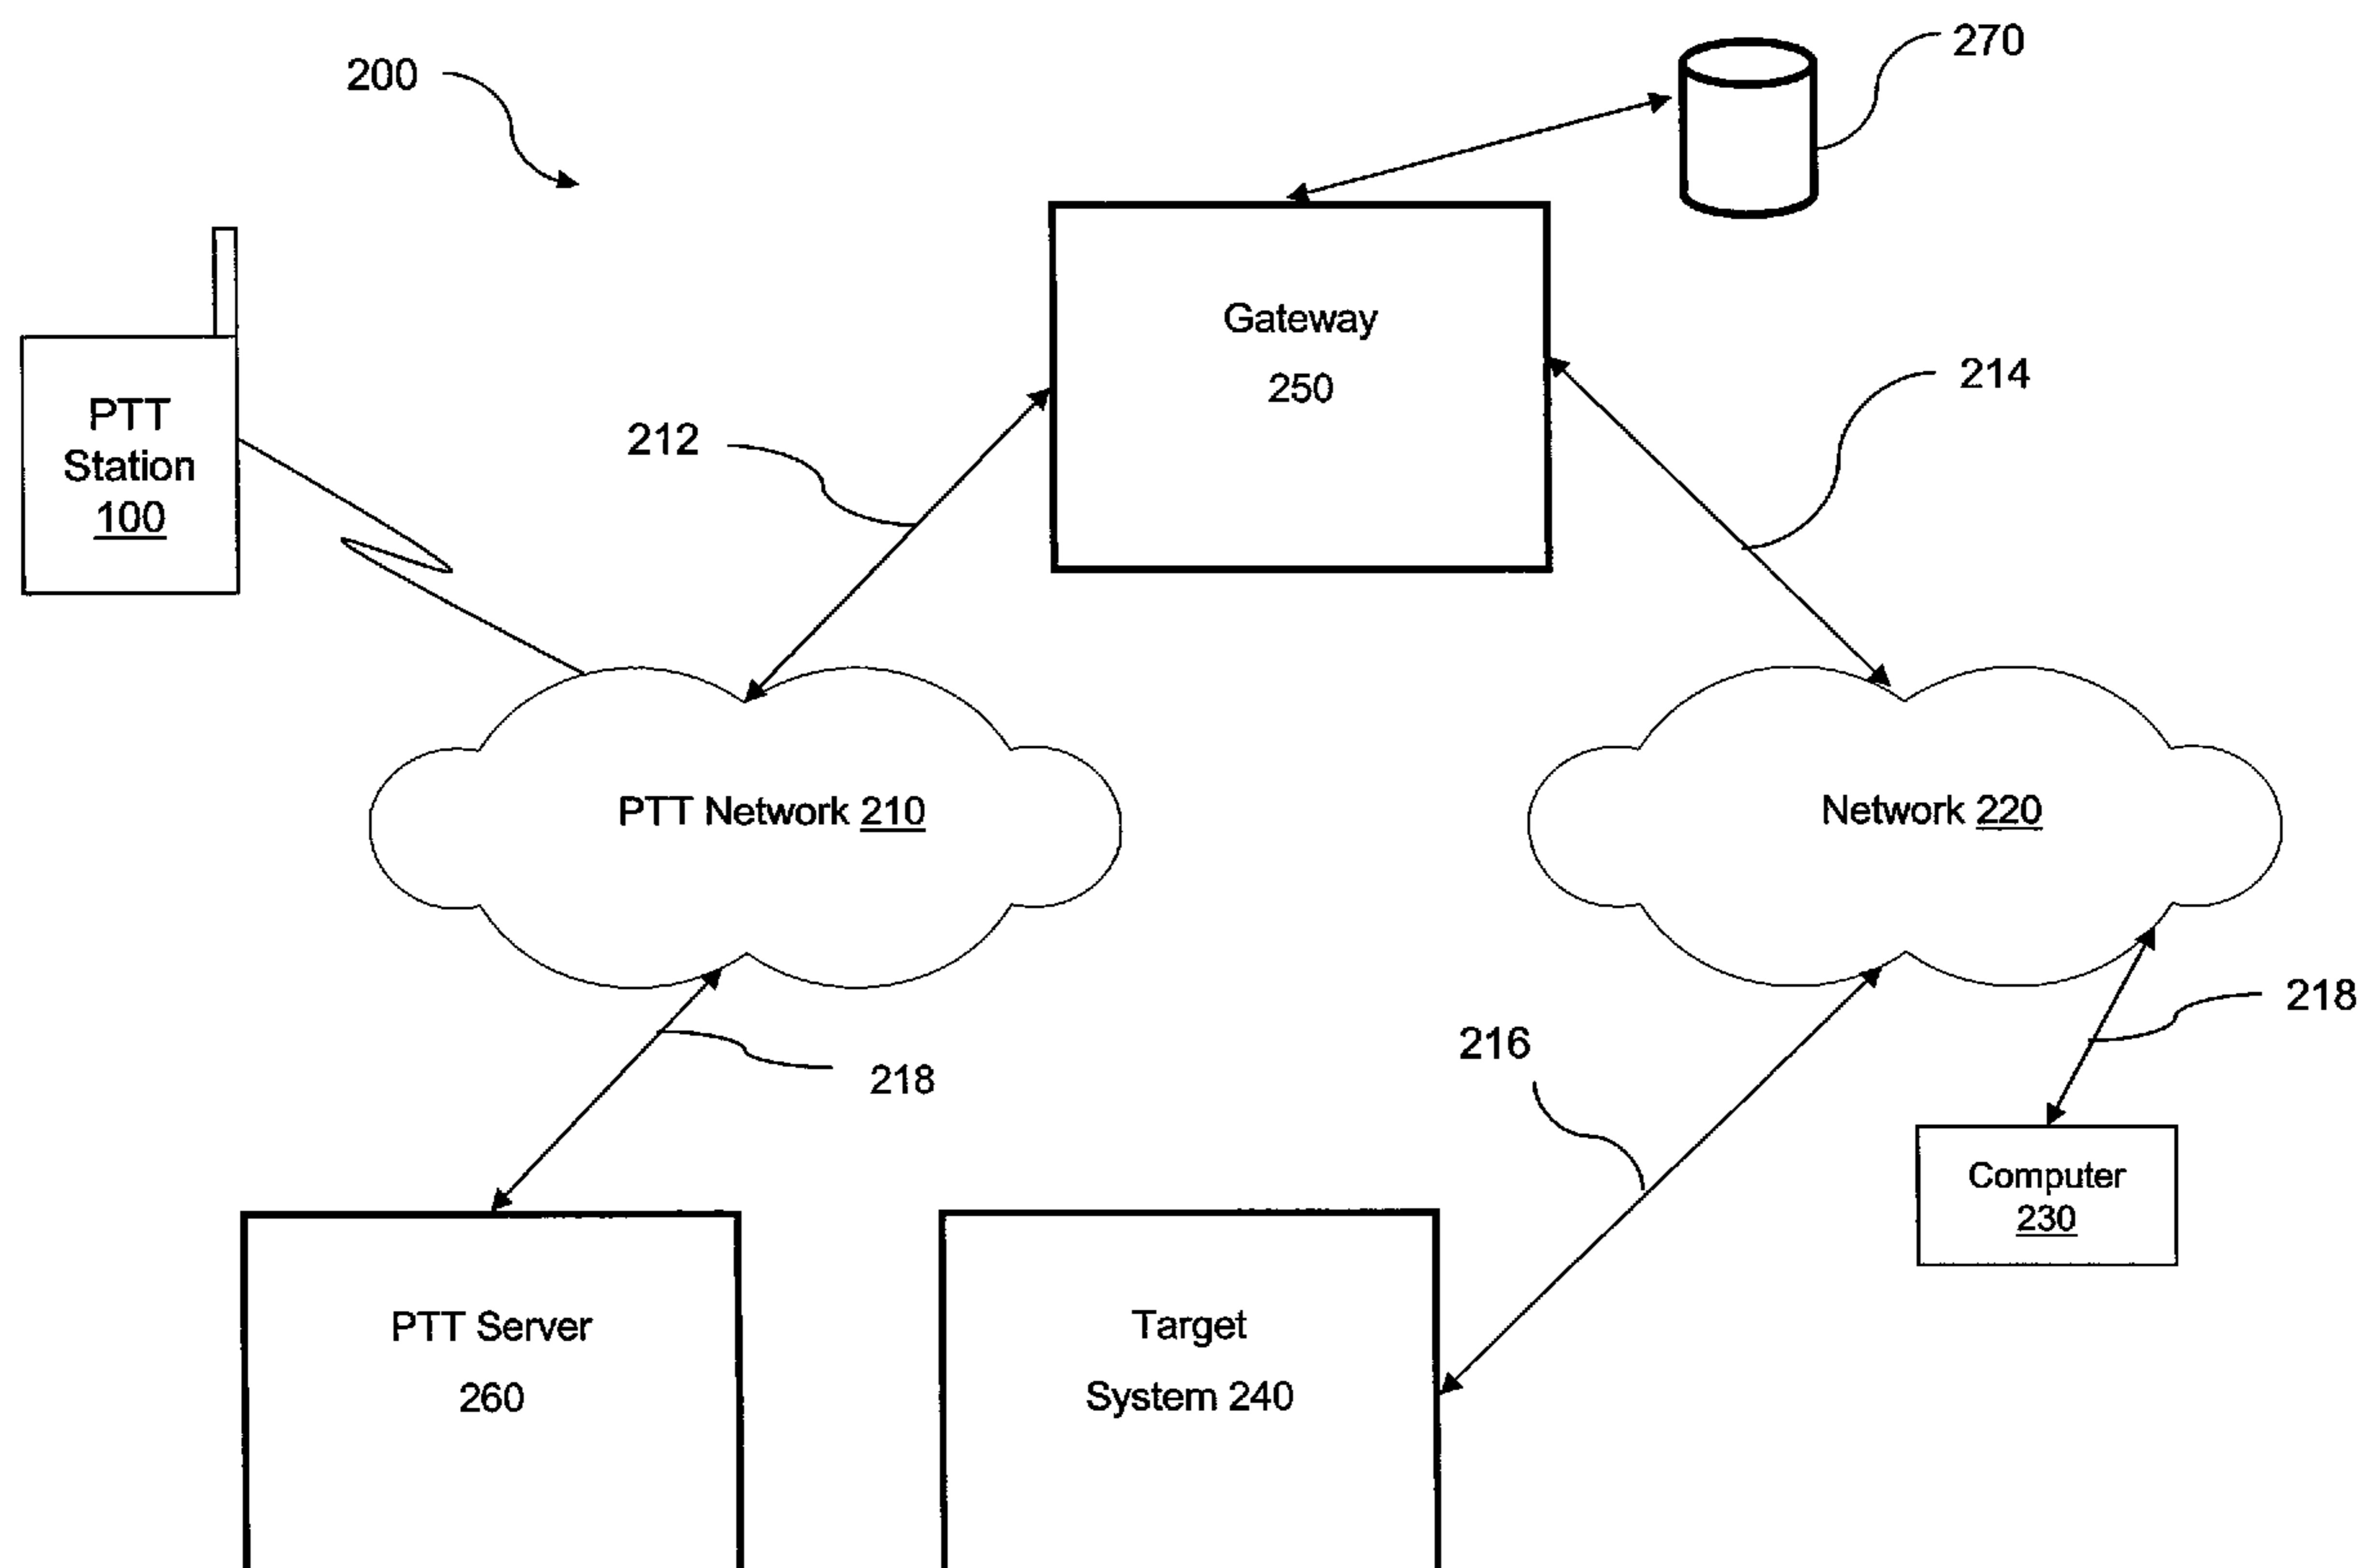 270
200
Gateway
250
214
PTT
Station
100
212
PTT Network 210
Network 220
218
216
218
Computer
230
PTT Server
260
Target
System 240